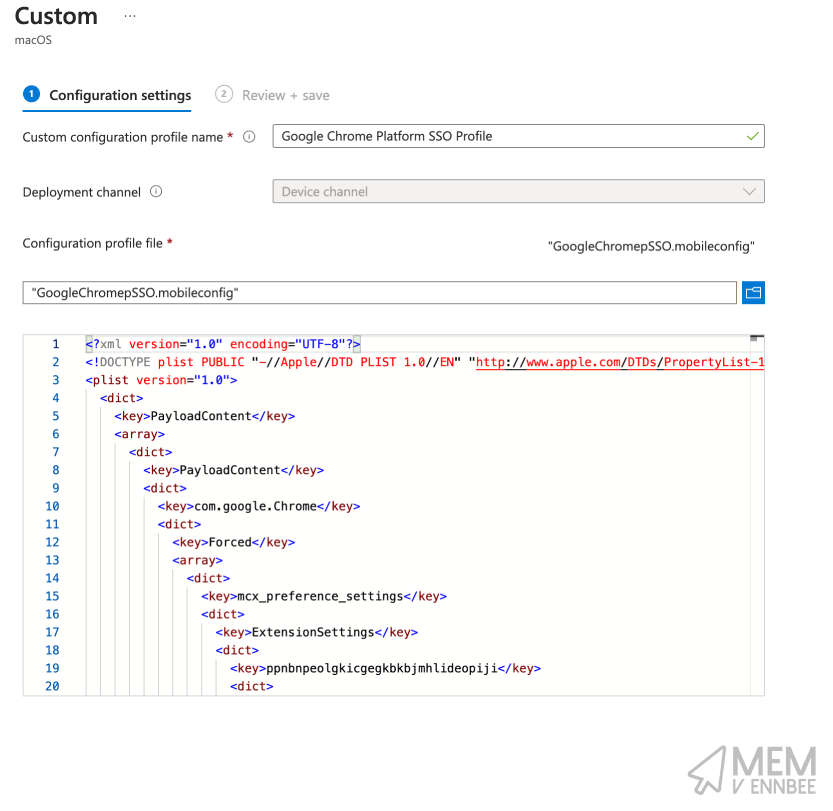 Custom ...
macOS
1 Configuration settings 2 Review + save
Custom configuration profile name * Google Chrome Platform SSO Profile
Deployment channel Device channel
Configuration profile file * "GoogleChromepSSO.mobileconfig"
"GoogleChromepSSO.mobileconfig"
1 <?xml version="1.0" encoding="UTF-8"?>
2 <!DOCTYPE plist PUBLIC "-//Apple//DTD PLIST 1.0//EN" "http://www.apple.com/DTDs/PropertyList-1
3 <plist version="1.0">
4 <dict>
5 <key>PayloadContent</key>
6 <array>
7 <dict>
8 <key>PayloadContent</key>
9 <dict>
10 <key>com.google.Chrome</key>
11 <dict>
12 <key>Forced</key>
13 <array>
14 <dict>
15 <key>mcx_preference_settings</key>
16 <dict>
17 <key>ExtensionSettings</key>
18 <dict>
19 <key>ppnbnpeolgkicgegkbkbjmhlideopiji</key>
20 <dict>
MEM
V ENNBEE